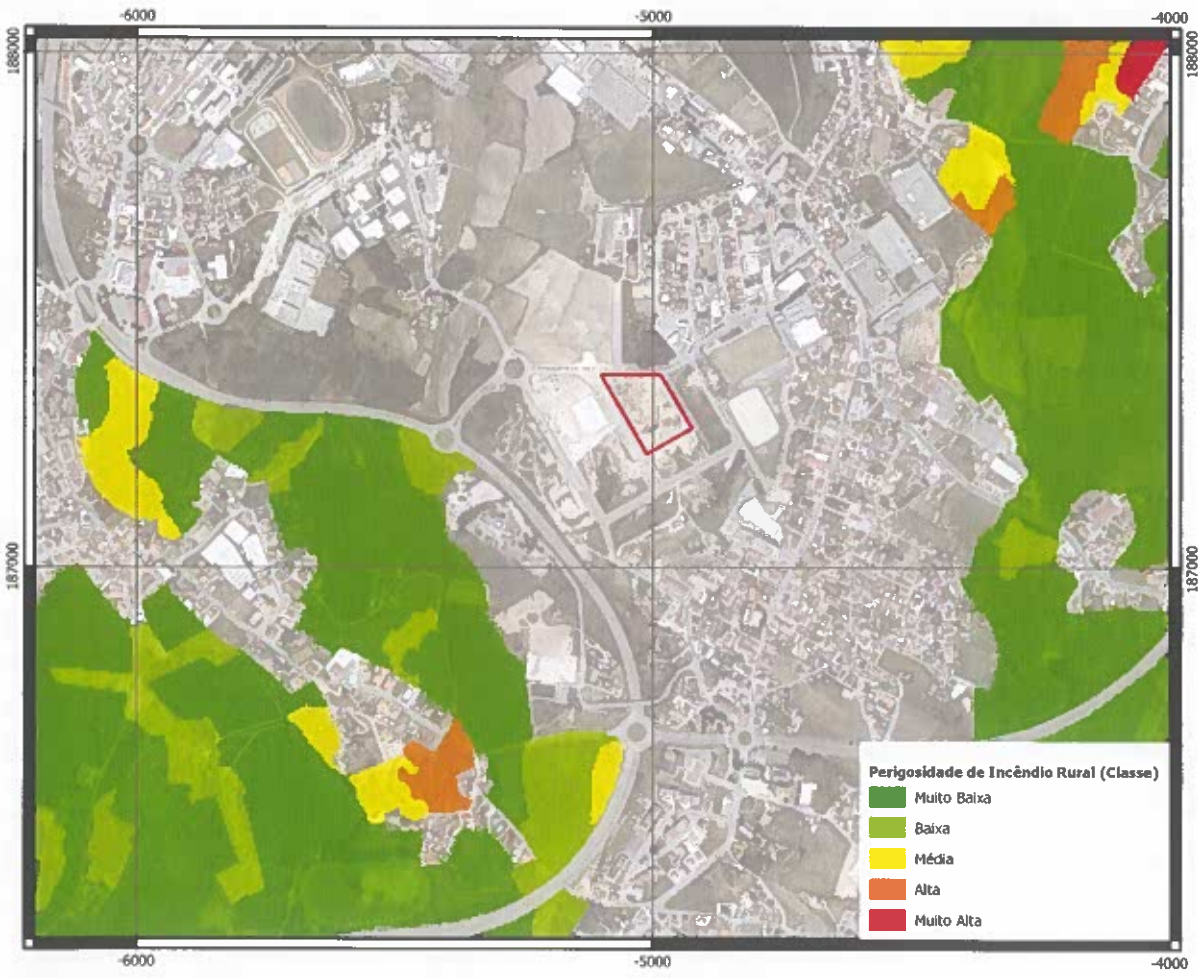 -6000 -5000 -4000
188000 188000
187000 187000
Perigosidade de Incêndio Rural (Classe)
Muito Baixa
Baixa
Média
Alta
Muito Alta
-6000 -5000 -4000